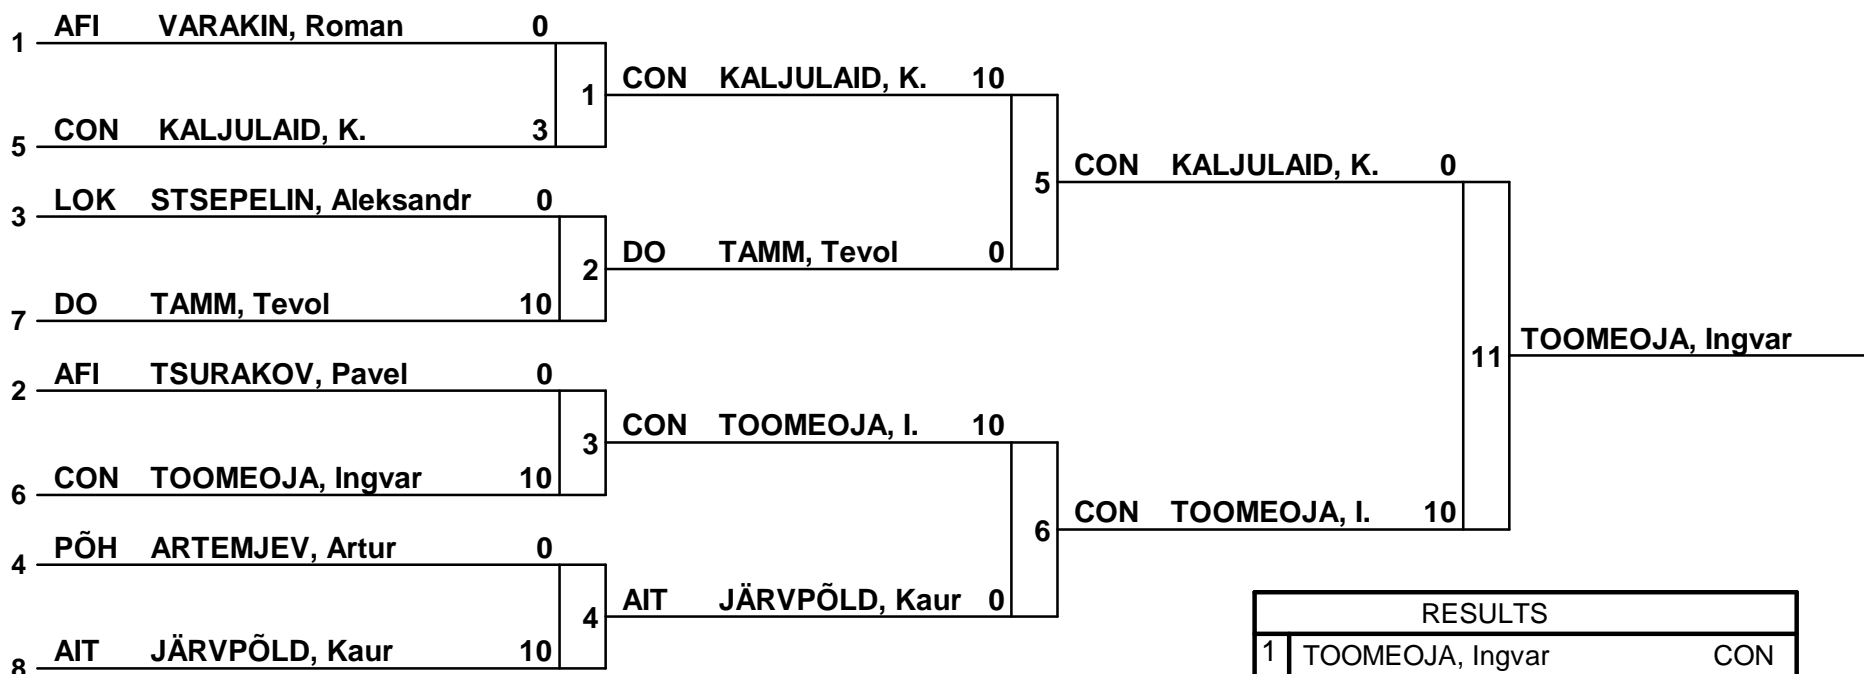 1 AFI VARAKIN, Roman 0
1
CON KALJULAID, K. 10
5 CON KALJULAID, K. 3
5
CON KALJULAID, K. 0
3 LOK STSEPELIN, Aleksandr 0
2
DO TAMM, Tevol 0
7 DO TAMM, Tevol 10
11
TOOMEOJA, Ingvar
2 AFI TSURAKOV, Pavel 0
3
CON TOOMEOJA, I. 10
6 CON TOOMEOJA, Ingvar 10
6
CON TOOMEOJA, I. 10
4 PÕH ARTEMJEV, Artur 0
4
AIT JÄRVPÕLD, Kaur 0
8 AIT JÄRVPÕLD, Kaur 10
RESULTS
1 TOOMEOJA, Ingvar CON